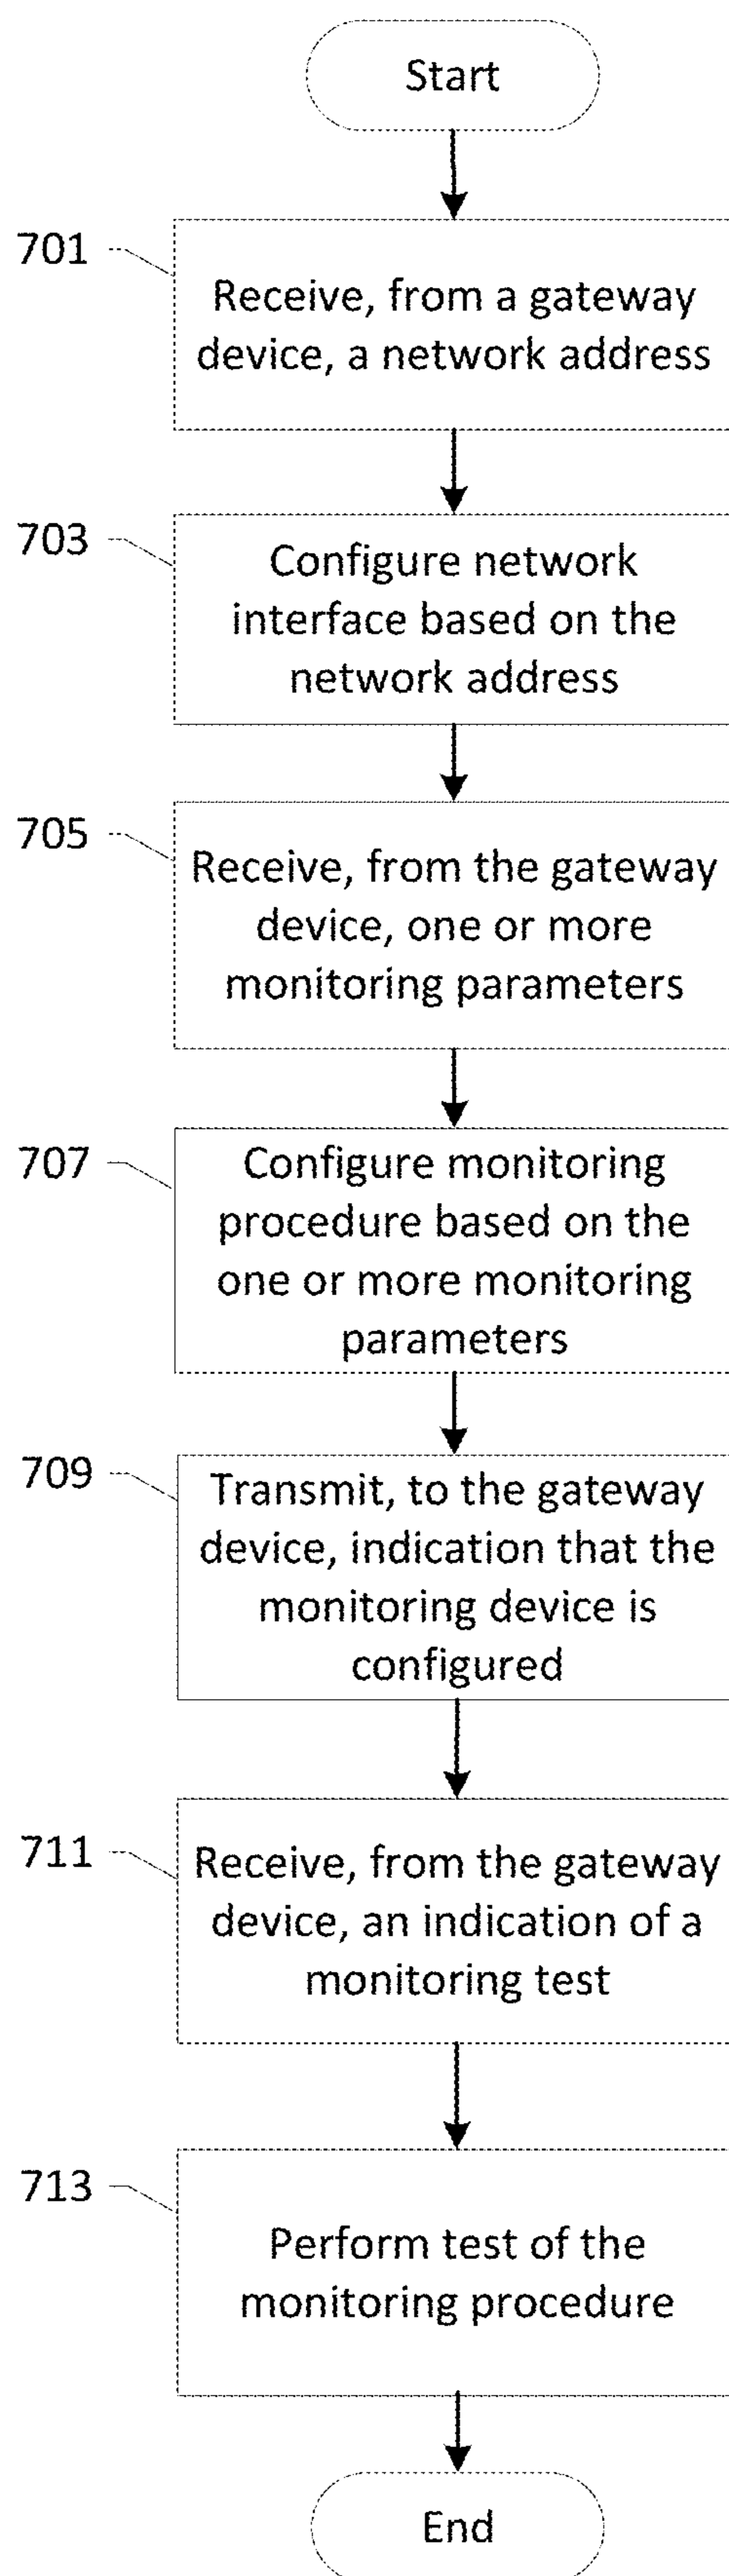 Start
701
Receive, from a gateway
device, a network address
703
Configure network
interface based on the
network address
705
Receive, from the gateway
device, one or more
monitoring parameters
707
Configure monitoring
procedure based on the
one or more monitoring
parameters
709
Transmit, to the gateway
device, indication that the
monitoring device is
configured
711
Receive, from the gateway
device, an indication of a
monitoring test
713
Perform test of the
monitoring procedure
End